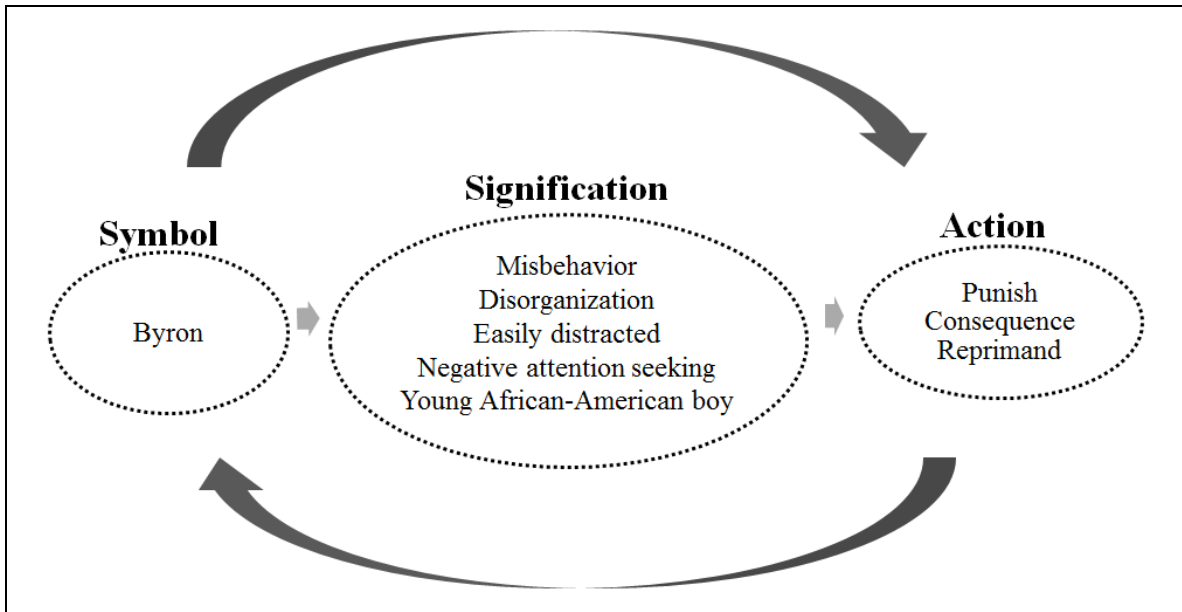 Signification
Symbol
Action
Misbehavior
Disorganization
Easily distracted
Negative attention seeking
Young African-American boy
Byron
Punish
Consequence
Reprimand